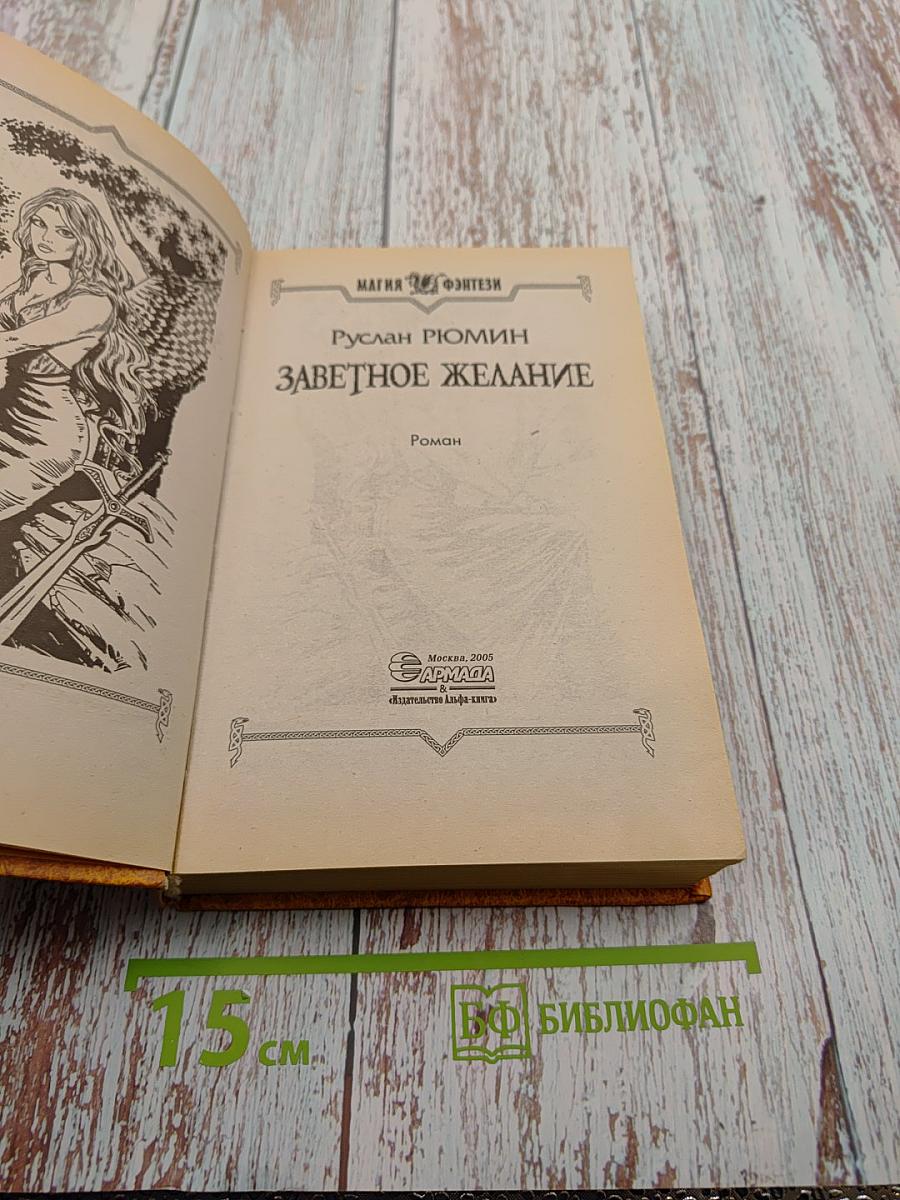 МАГИЯ ФЭНТЕЗИ
Руслан РЮМИН
ЗАВЕТНОЕ ЖЕЛАНИЕ
Роман
Москва, 2005
АРМАДА
&
«Издательство Альфа-книга»
15 см
БФ БИБЛИОФАН